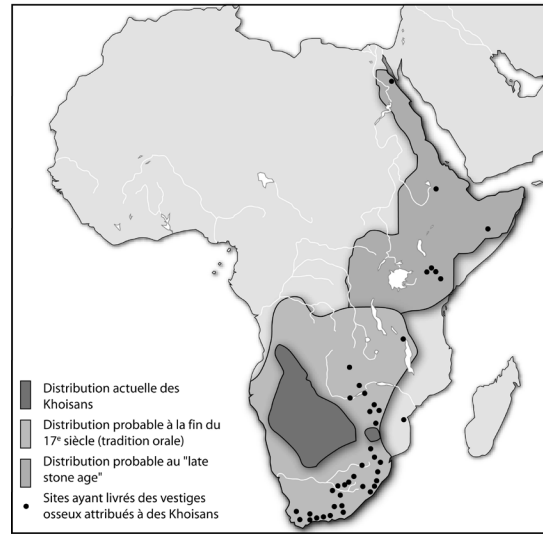 Distribution actuelle des
Khoisans
Distribution probable à la fin du
17e siècle (tradition orale)
Distribution probable au "late
stone age"
Sites ayant livrés des vestiges
osseux attribués à des Khoisans